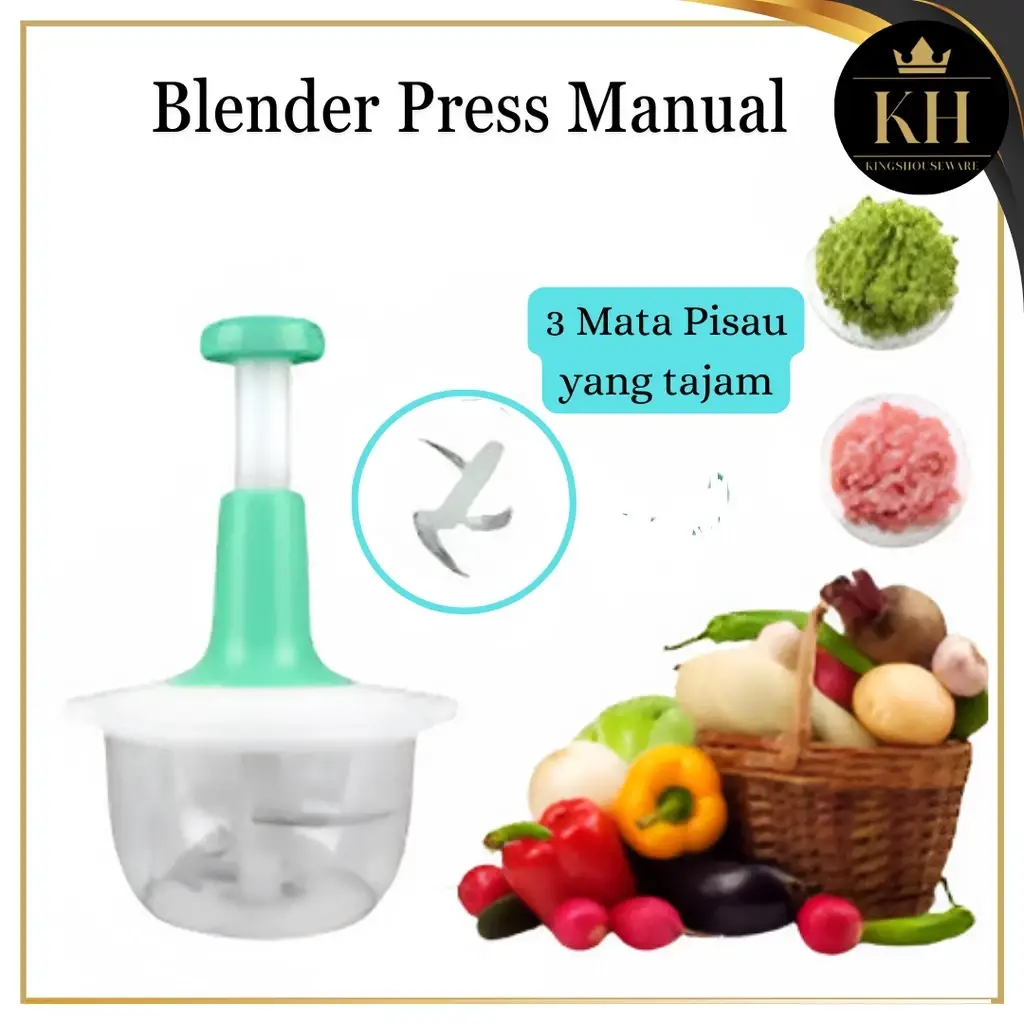 Blender Press Manual
KH
KINGSHOUSEWARE
3 Mata Pisau
yang tajam